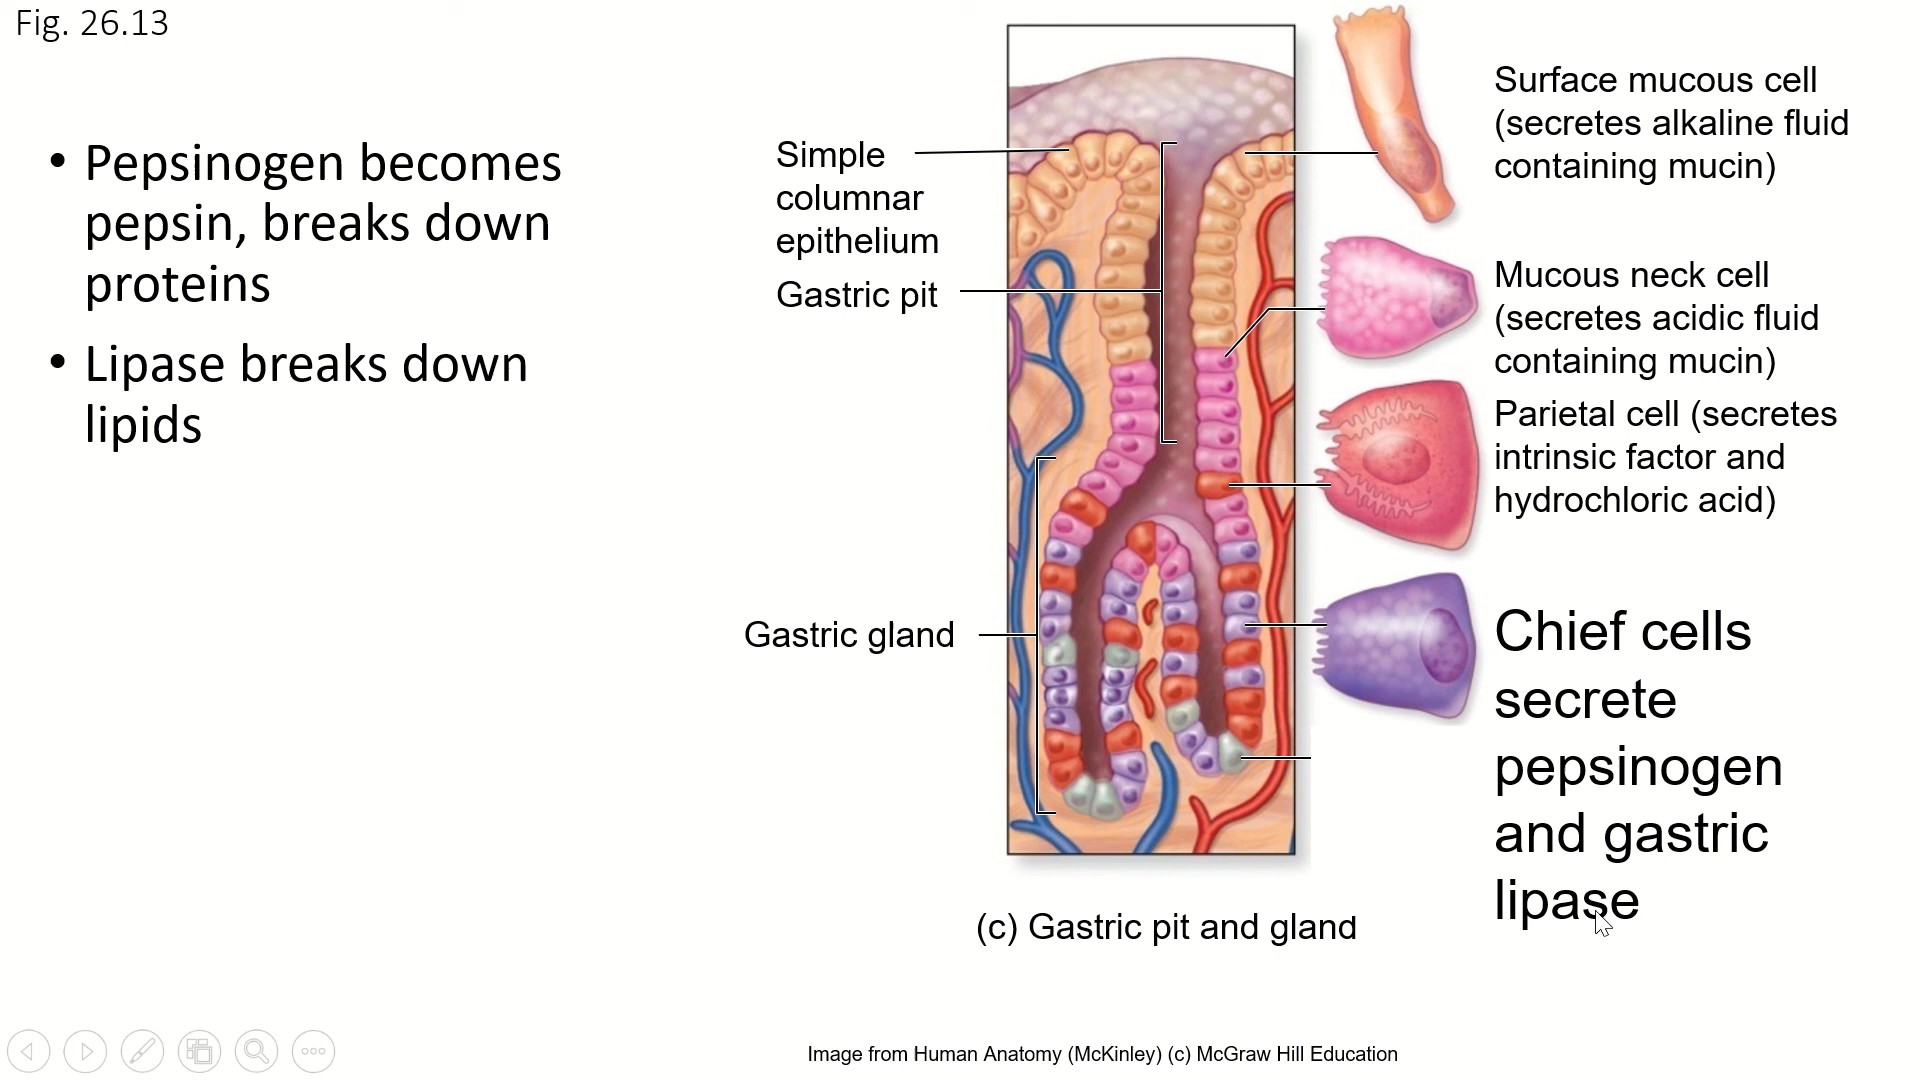 Fig. 26.13
• Pepsinogen becomes
pepsin, breaks down
proteins
• Lipase breaks down
lipids
Simple
columnar
epithelium
Gastric pit
Gastric gland
Surface mucous cell
(secretes alkaline fluid
containing mucin)
Mucous neck cell
(secretes acidic fluid
containing mucin)
Parietal cell (secretes
intrinsic factor and
hydrochloric acid)
Chief cells
secrete
pepsinogen
and gastric
lipase
(c) Gastric pit and gland
Image from Human Anatomy (McKinley) (c) McGraw Hill Education